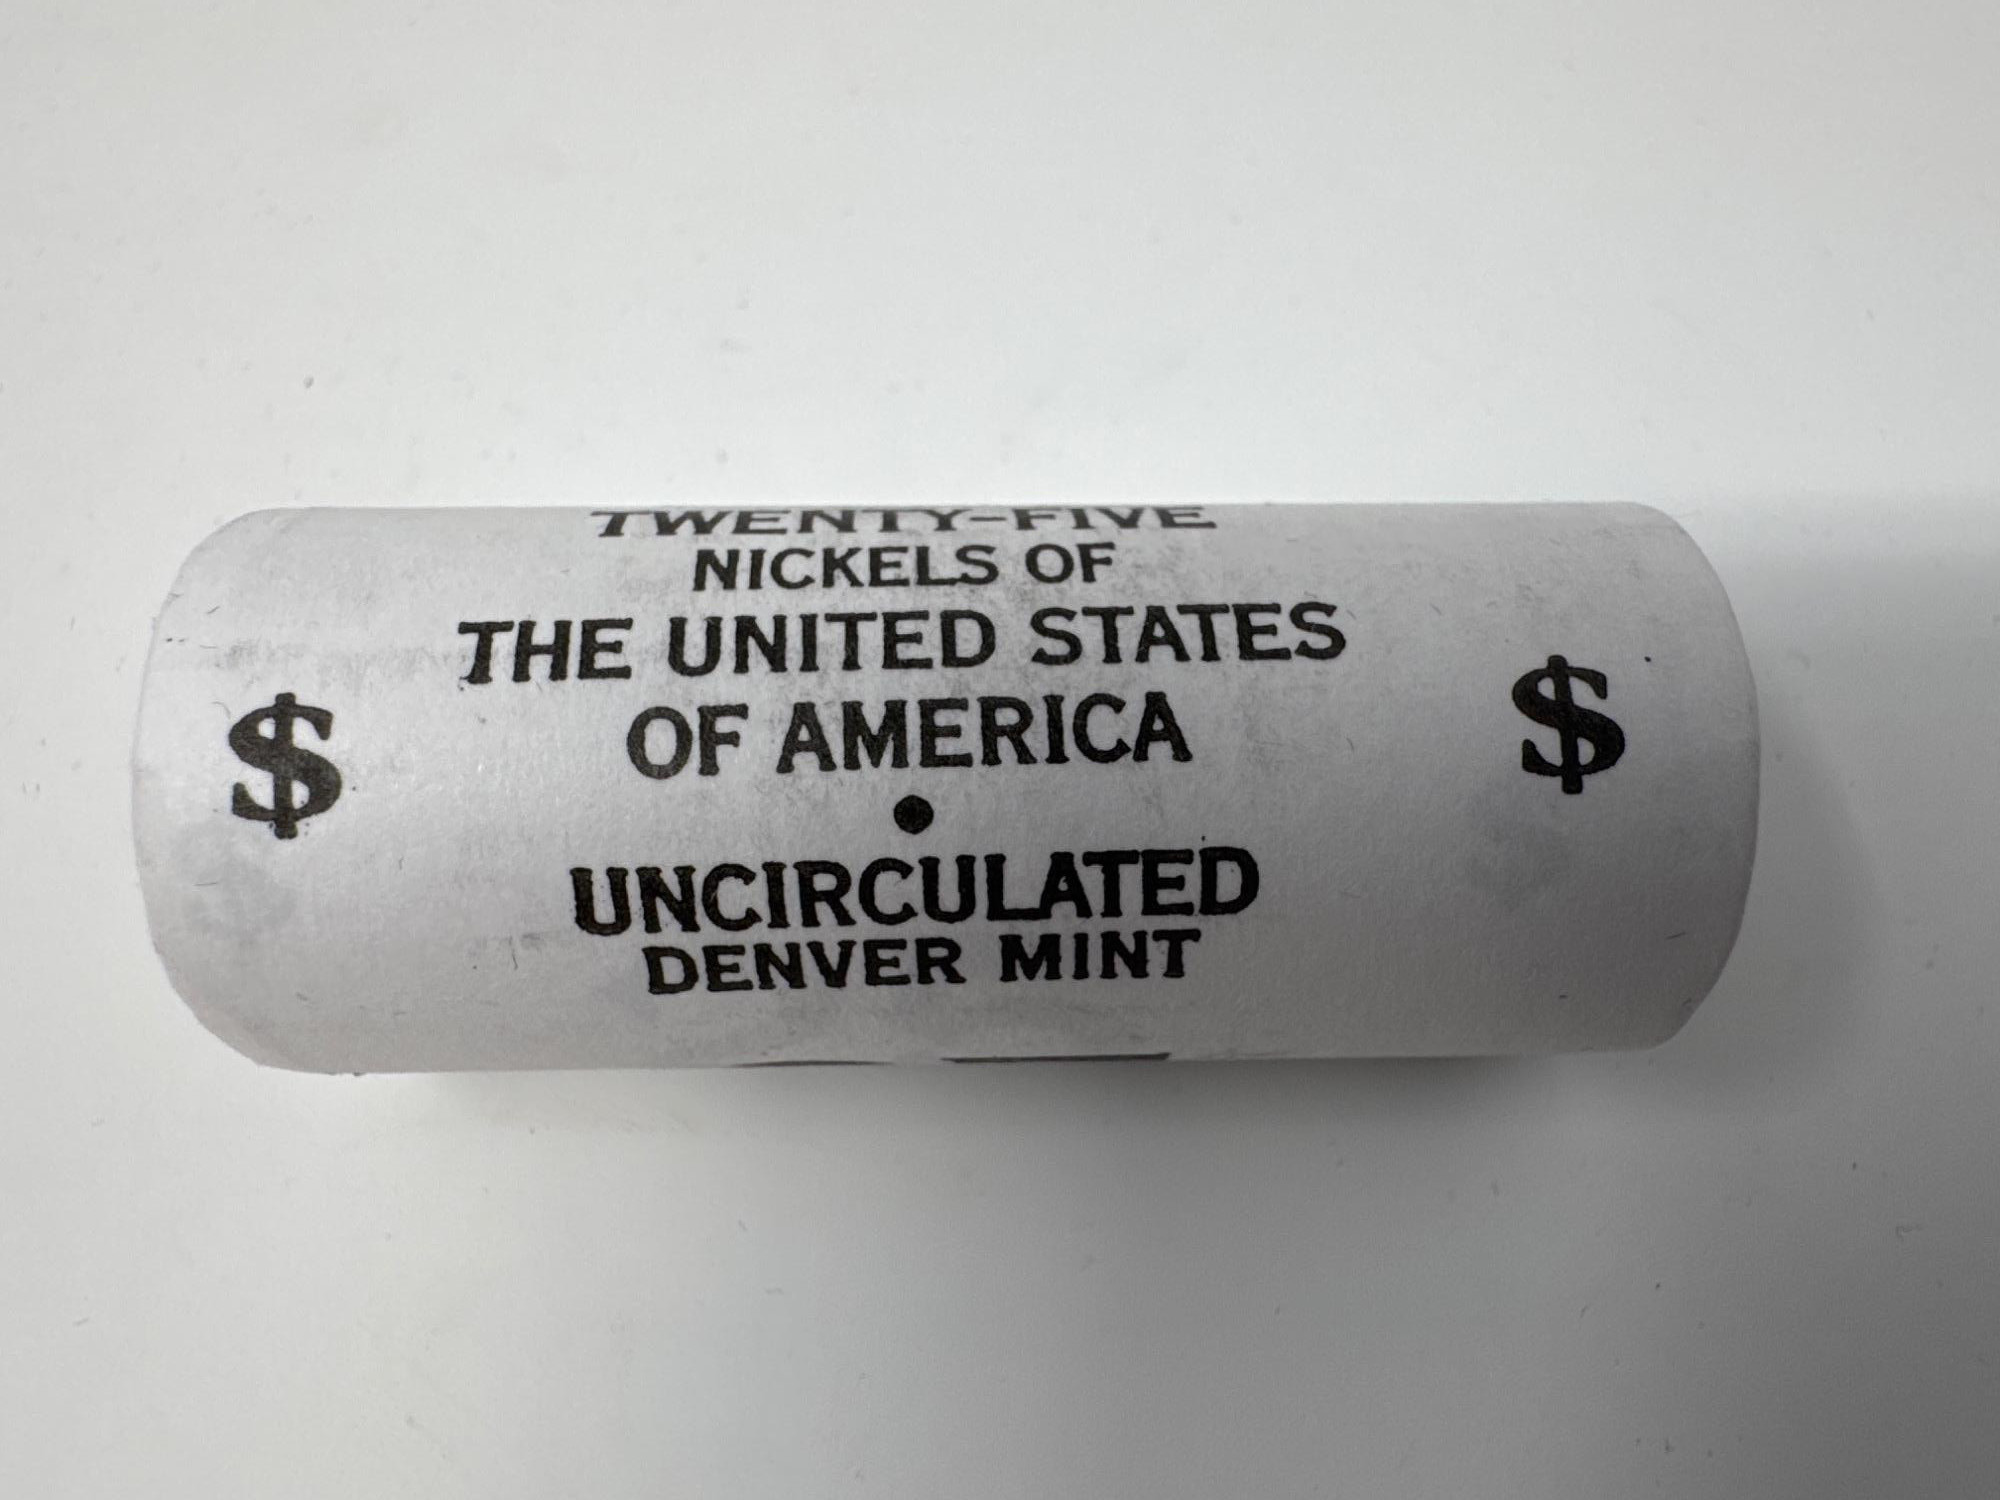 TWENTY-FIVE
NICKELS OF
THE UNITED STATES
OF AMERICA
$ $
•
UNCIRCULATED
DENVER MINT